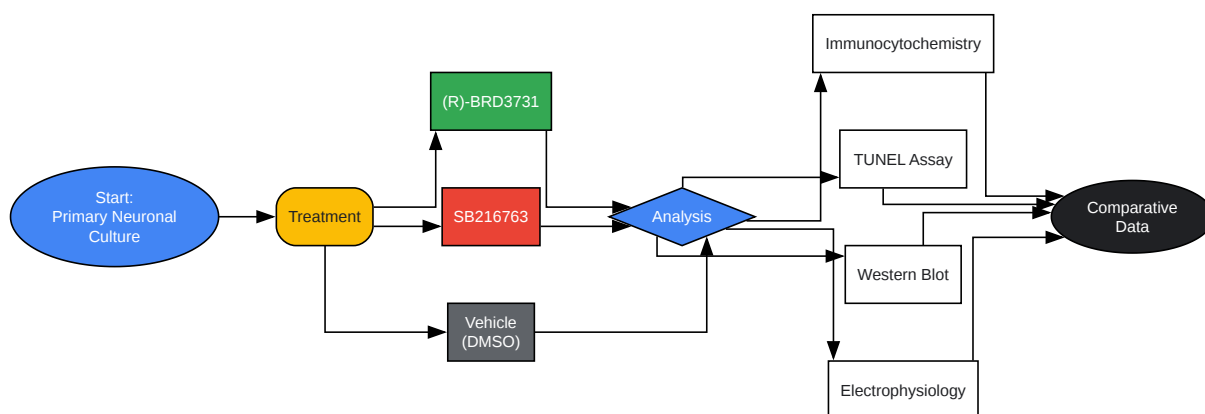 Start:
Primary Neuronal
Culture
Treatment
(R)-BRD3731
SB216763
Vehicle
(DMSO)
Analysis
Immunocytochemistry
TUNEL Assay
Western Blot
Electrophysiology
Comparative
Data